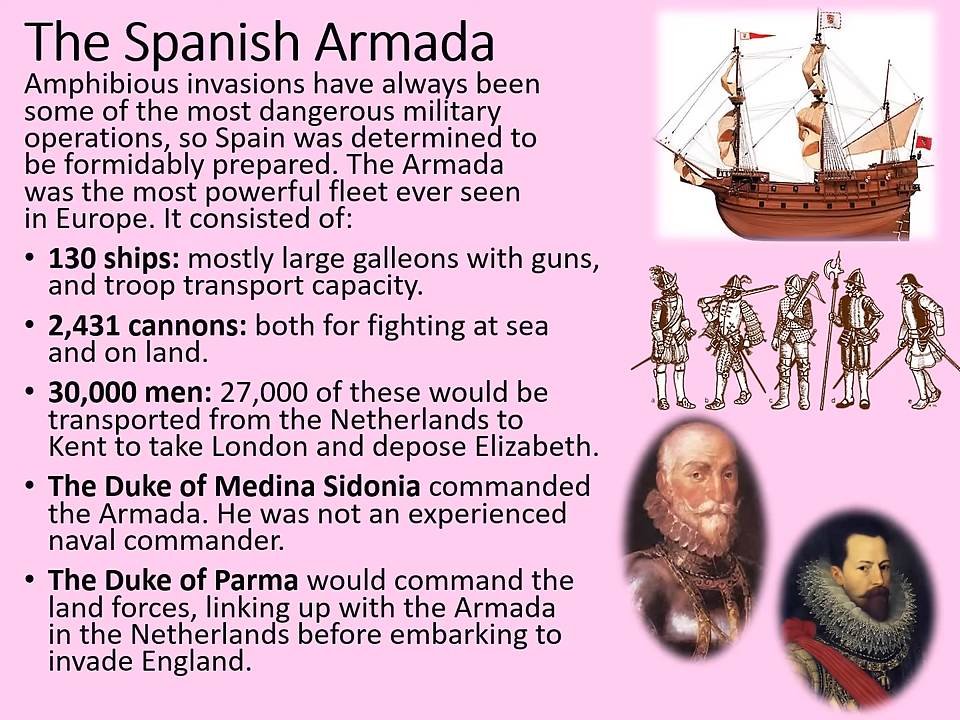 The Spanish Armada
Amphibious invasions have always been
some of the most dangerous military
operations, so Spain was determined to
be formidably prepared. The Armada
was the most powerful fleet ever seen
in Europe. It consisted of:
• 130 ships: mostly large galleons with guns,
and troop transport capacity.
• 2,431 cannons: both for fighting at sea
and on land.
• 30,000 men: 27,000 of these would be
transported from the Netherlands to
Kent to take London and depose Elizabeth.
• The Duke of Medina Sidonia commanded
the Armada. He was not an experienced
naval commander.
• The Duke of Parma would command the
land forces, linking up with the Armada
in the Netherlands before embarking to
invade England.